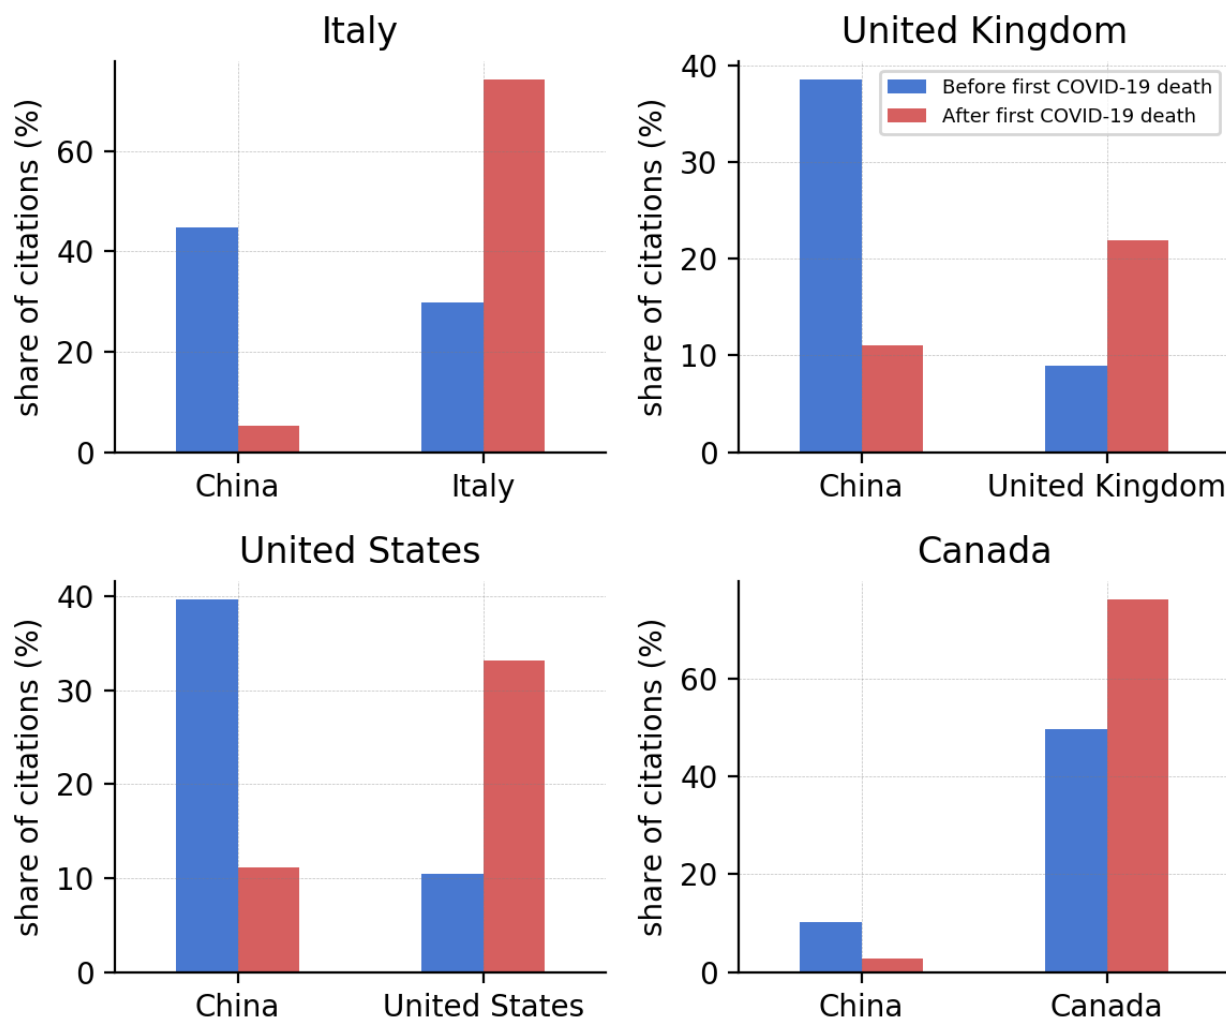 Italy
share of citations (%)
60
40
20
0
China Italy
United Kingdom
share of citations (%)
40
30
20
10
0
Before first COVID-19 death
After first COVID-19 death
China United Kingdom
United States
share of citations (%)
40
30
20
10
0
China United States
Canada
share of citations (%)
60
40
20
0
China Canada